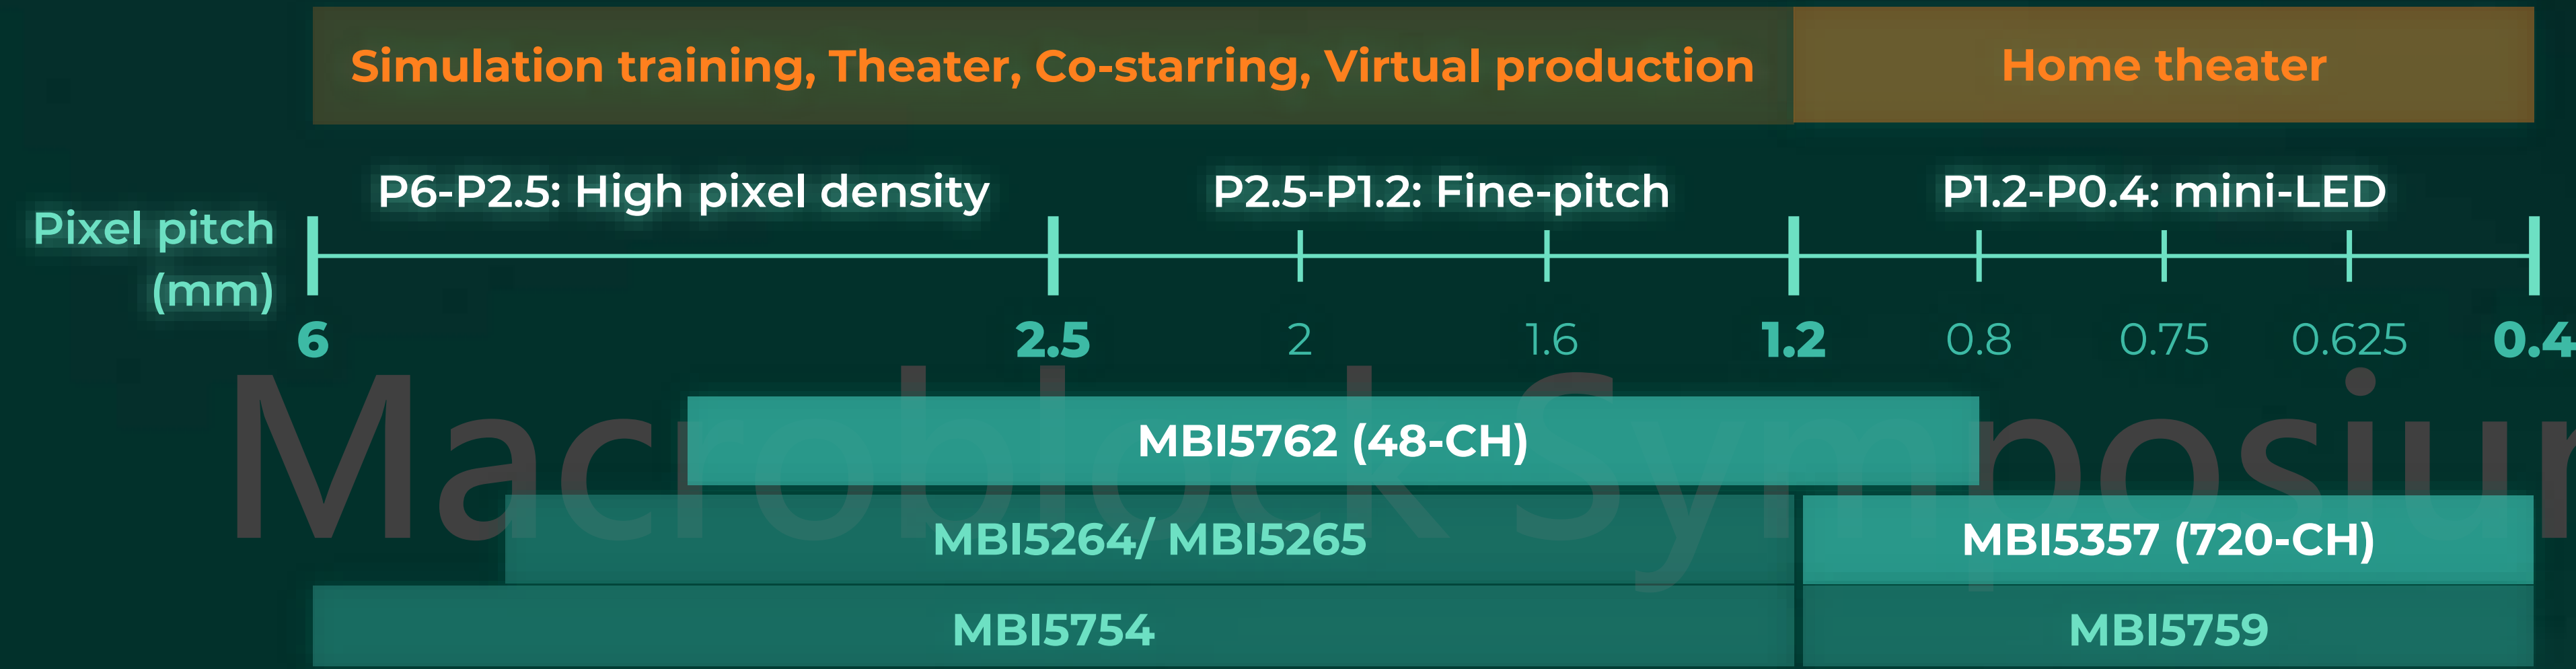 Simulation training, Theater, Co-starring, Virtual production
Home theater
P6-P2.5: High pixel density
P2.5-P1.2: Fine-pitch
P1.2-P0.4: mini-LED
Pixel pitch
(mm)
6
2.5
2
1.6
1.2
0.8
0.75
0.625
0.4
Macroblock Symposiu
MBI5762 (48-CH)
MBI5264/ MBI5265
MBI5357 (720-CH)
MBI5754
MBI5759